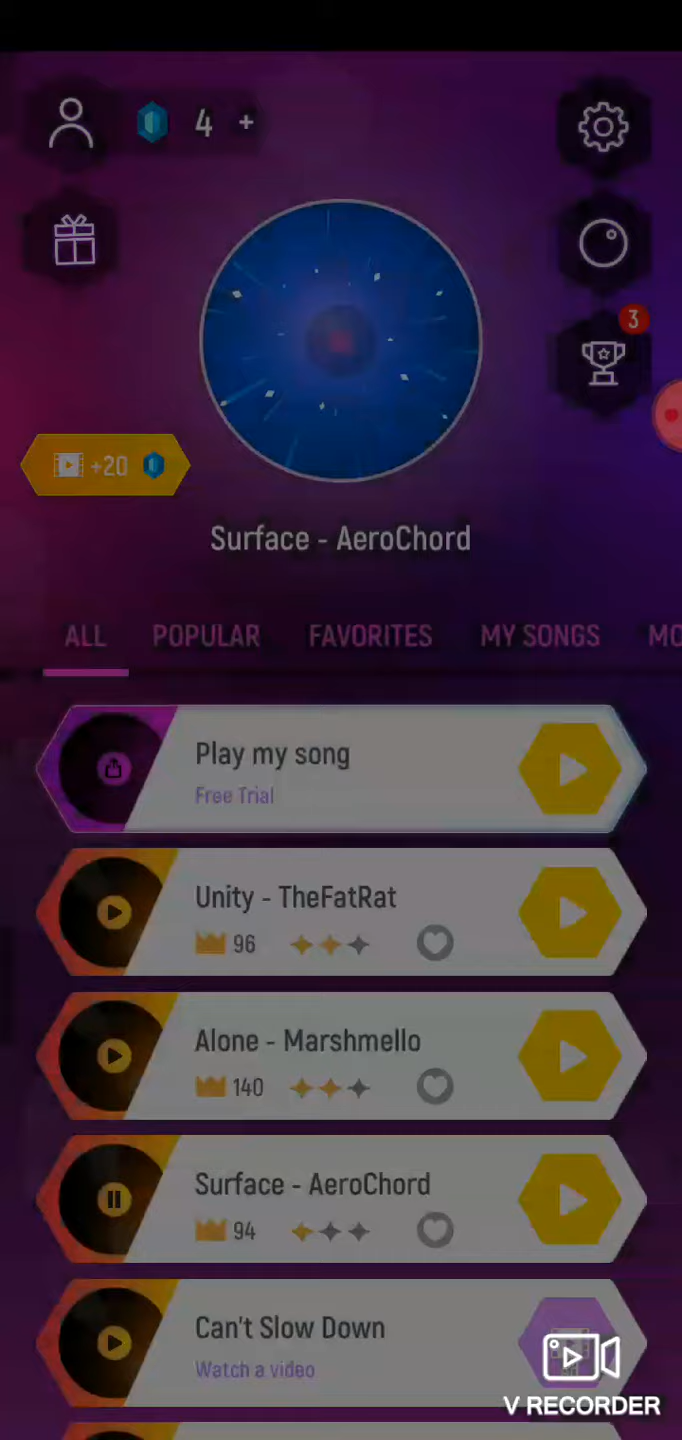 4 +
3
+20
Surface - AeroChord
ALL POPULAR FAVORITES MY SONGS MO
Play my song
Free Trial
Unity - TheFatRat
96
Alone - Marshmello
140
Surface - AeroChord
94
Can't Slow Down
Watch a video
V RECORDER